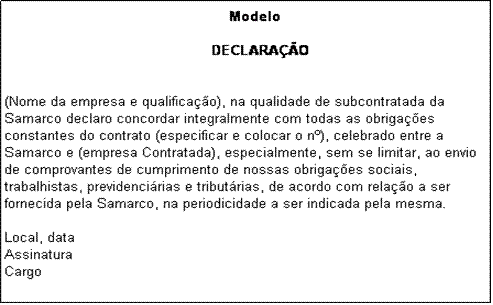 Modelo
DECLARAÇÃO
(Nome da empresa e qualificação), na qualidade de subcontratada da
Samarco declaro concordar integralmente com todas as obrigações
constantes do contrato (especificar e colocar o nº), celebrado entre a
Samarco e (empresa Contratada), especialmente, sem se limitar, ao envio
de comprovantes de cumprimento de nossas obrigações sociais,
trabalhistas, previdenciárias e tributárias, de acordo com relação a ser
fornecida pela Samarco, na periodicidade a ser indicada pela mesma.
Local, data
Assinatura
Cargo